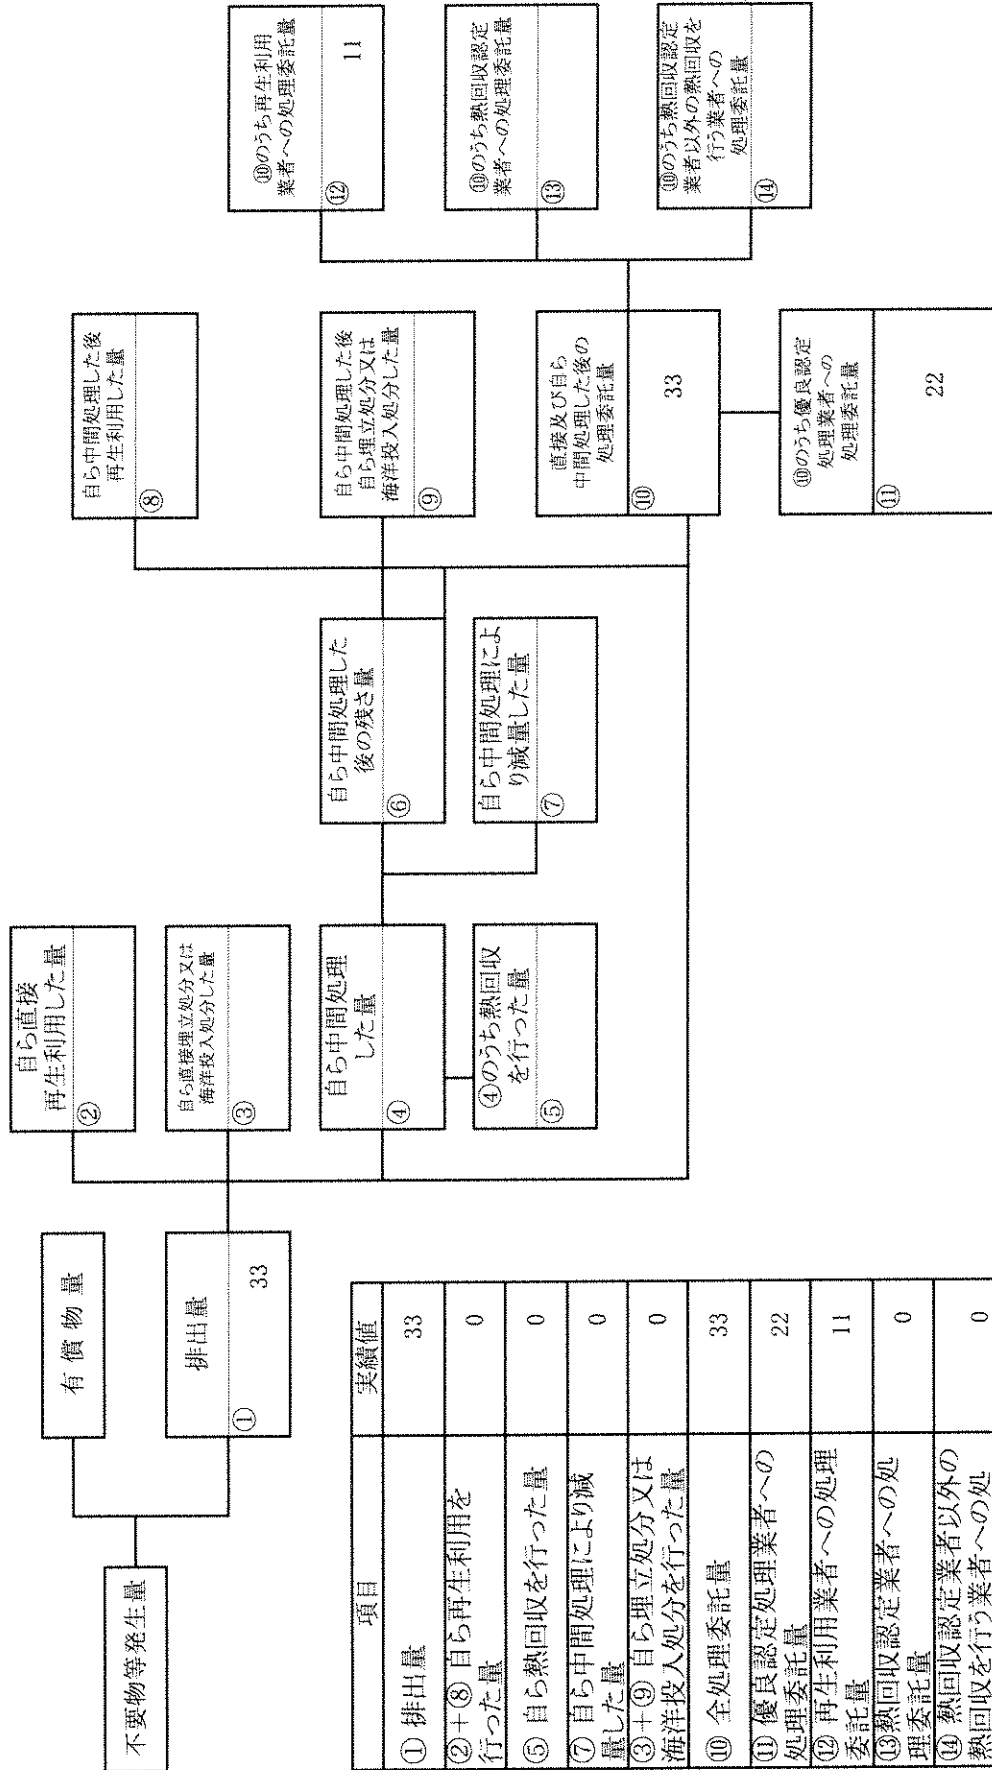 不要物等発生量
有償物量
排出量
①
33
自ら直接
再生利用した量
②
自ら直接埋立処分又は
海洋投入処分した量
③
自ら中間処理
した量
④
④のうち熱回収
を行った量
⑤
自ら中間処理した
後の残さ量
⑥
自ら中間処理によ
り減量した量
⑦
自ら中間処理した後
再生利用した量
⑧
自ら中間処理した後
自ら埋立処分又は
海洋投入処分した量
⑨
直接及び自ら
中間処理した後の
処理委託量
⑩
33
⑩のうち優良認定
処理業者への
処理委託量
⑪
22
⑩のうち再生利用
業者への処理委託量
⑫
11
⑩のうち熱回収認定
業者への処理委託量
⑬
⑩のうち熱回収認定
業者以外の熱回収を
行う業者への
処理委託量
⑭
項目 実績値
① 排出量 33
②+⑧ 自ら再生利用を
行った量 0
⑤ 自ら熱回収を行った量 0
⑦ 自ら中間処理により減
量した量 0
③+⑨ 自ら埋立処分又は
海洋投入処分を行った量 0
⑩ 全処理委託量 33
⑪ 優良認定処理業者への
処理委託量 22
⑫ 再生利用業者への処理
委託量 11
⑬熱回収認定業者への処
理委託量 0
⑭ 熱回収認定業者以外の
熱回収を行う業者への処 0